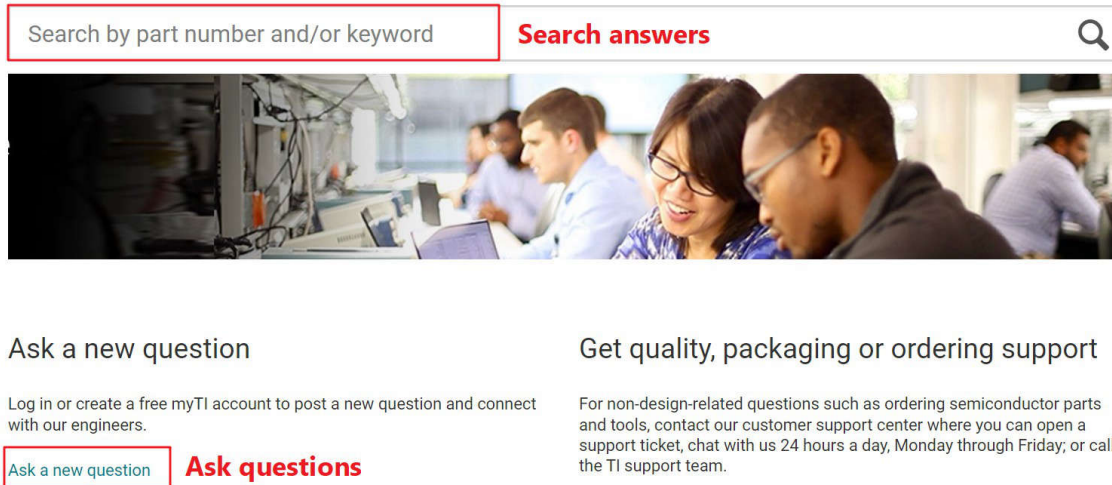 Search by part number and/or keyword Search answers
Ask a new question
Log in or create a free myTI account to post a new question and connect
with our engineers.
Ask a new question Ask questions
Get quality, packaging or ordering support
For non-design-related questions such as ordering semiconductor parts
and tools, contact our customer support center where you can open a
support ticket, chat with us 24 hours a day, Monday through Friday; or call
the TI support team.